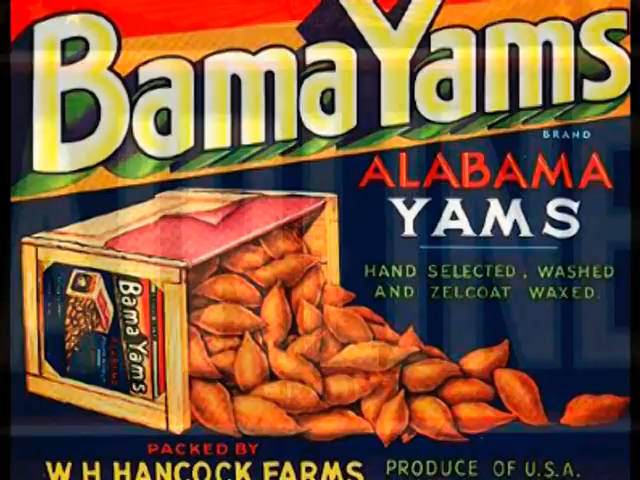 BamaYams
BRAND
ALABAMA
YAMS
HAND SELECTED, WASHED
AND ZELCOAT WAXED.
Bama Yams
PACKED BY
W.H. HANCOCK FARMS
PRODUCE OF U.S.A.